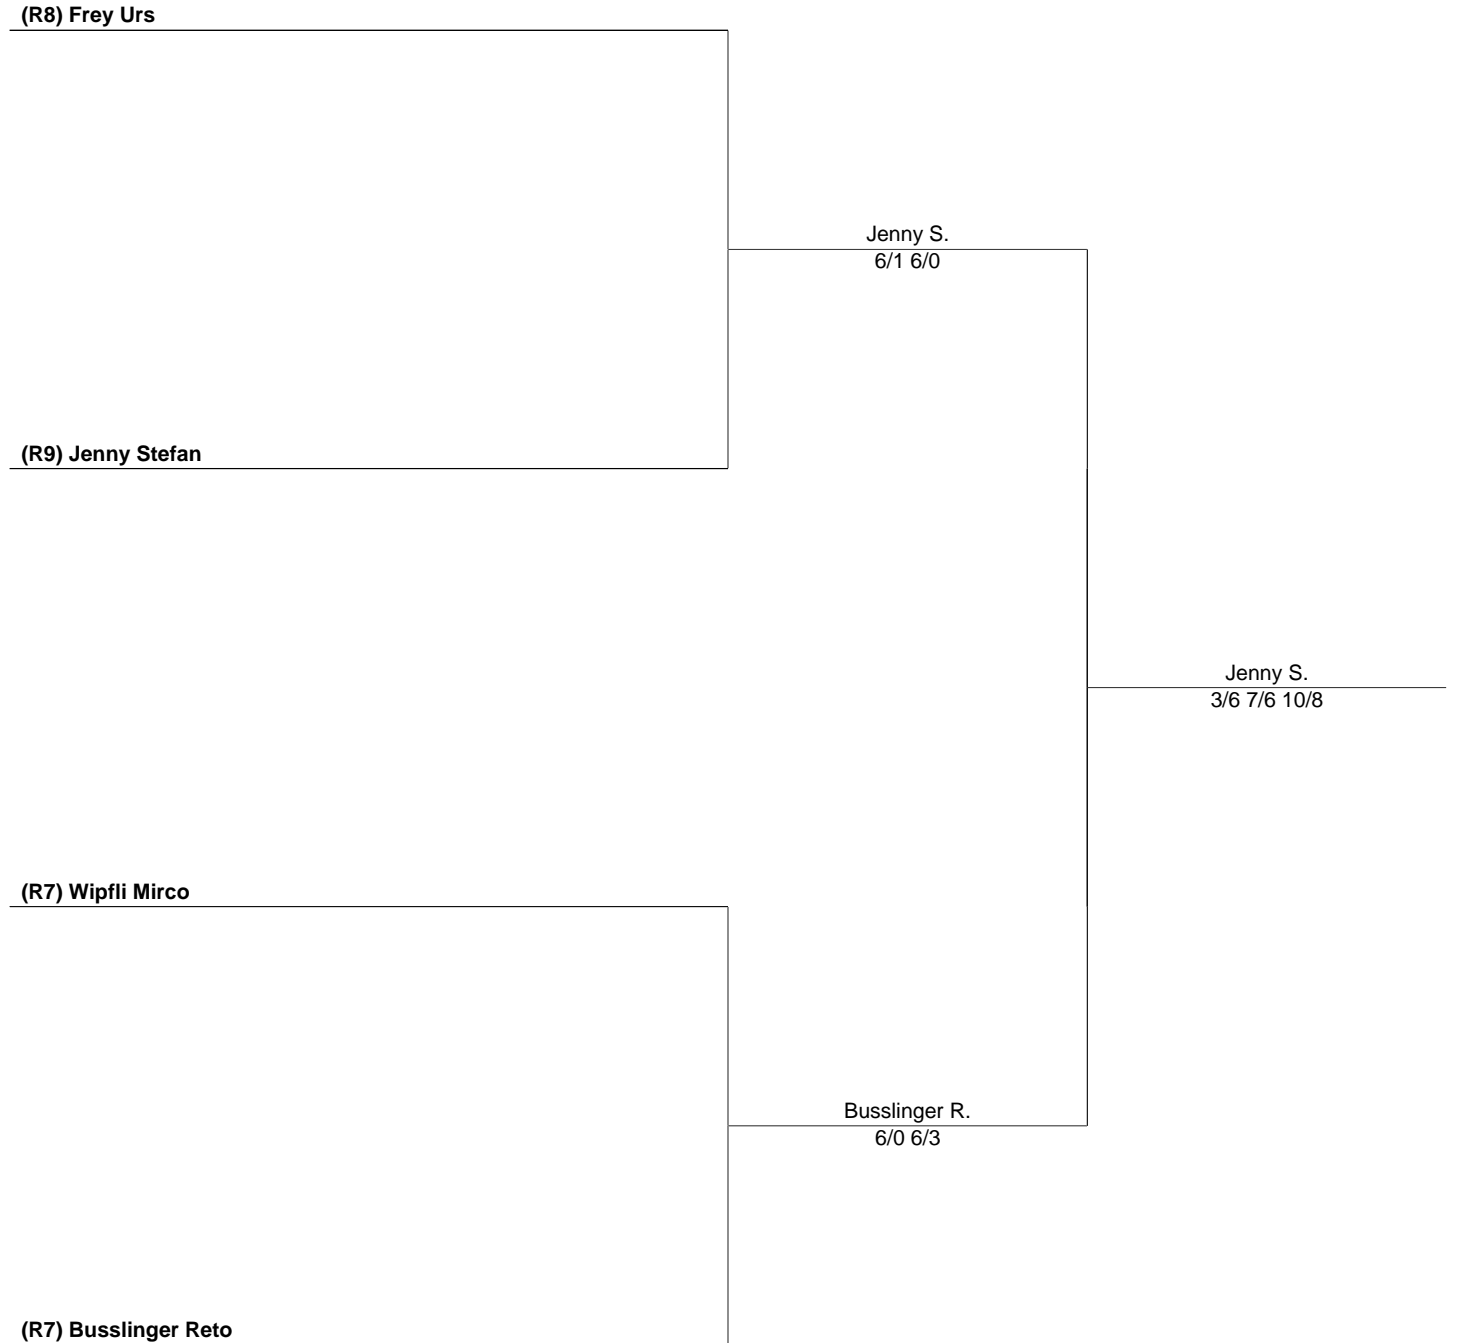 (R8) Frey Urs
Jenny S.
6/1 6/0
(R9) Jenny Stefan
Jenny S.
3/6 7/6 10/8
(R7) Wipfli Mirco
Busslinger R.
6/0 6/3
(R7) Busslinger Reto